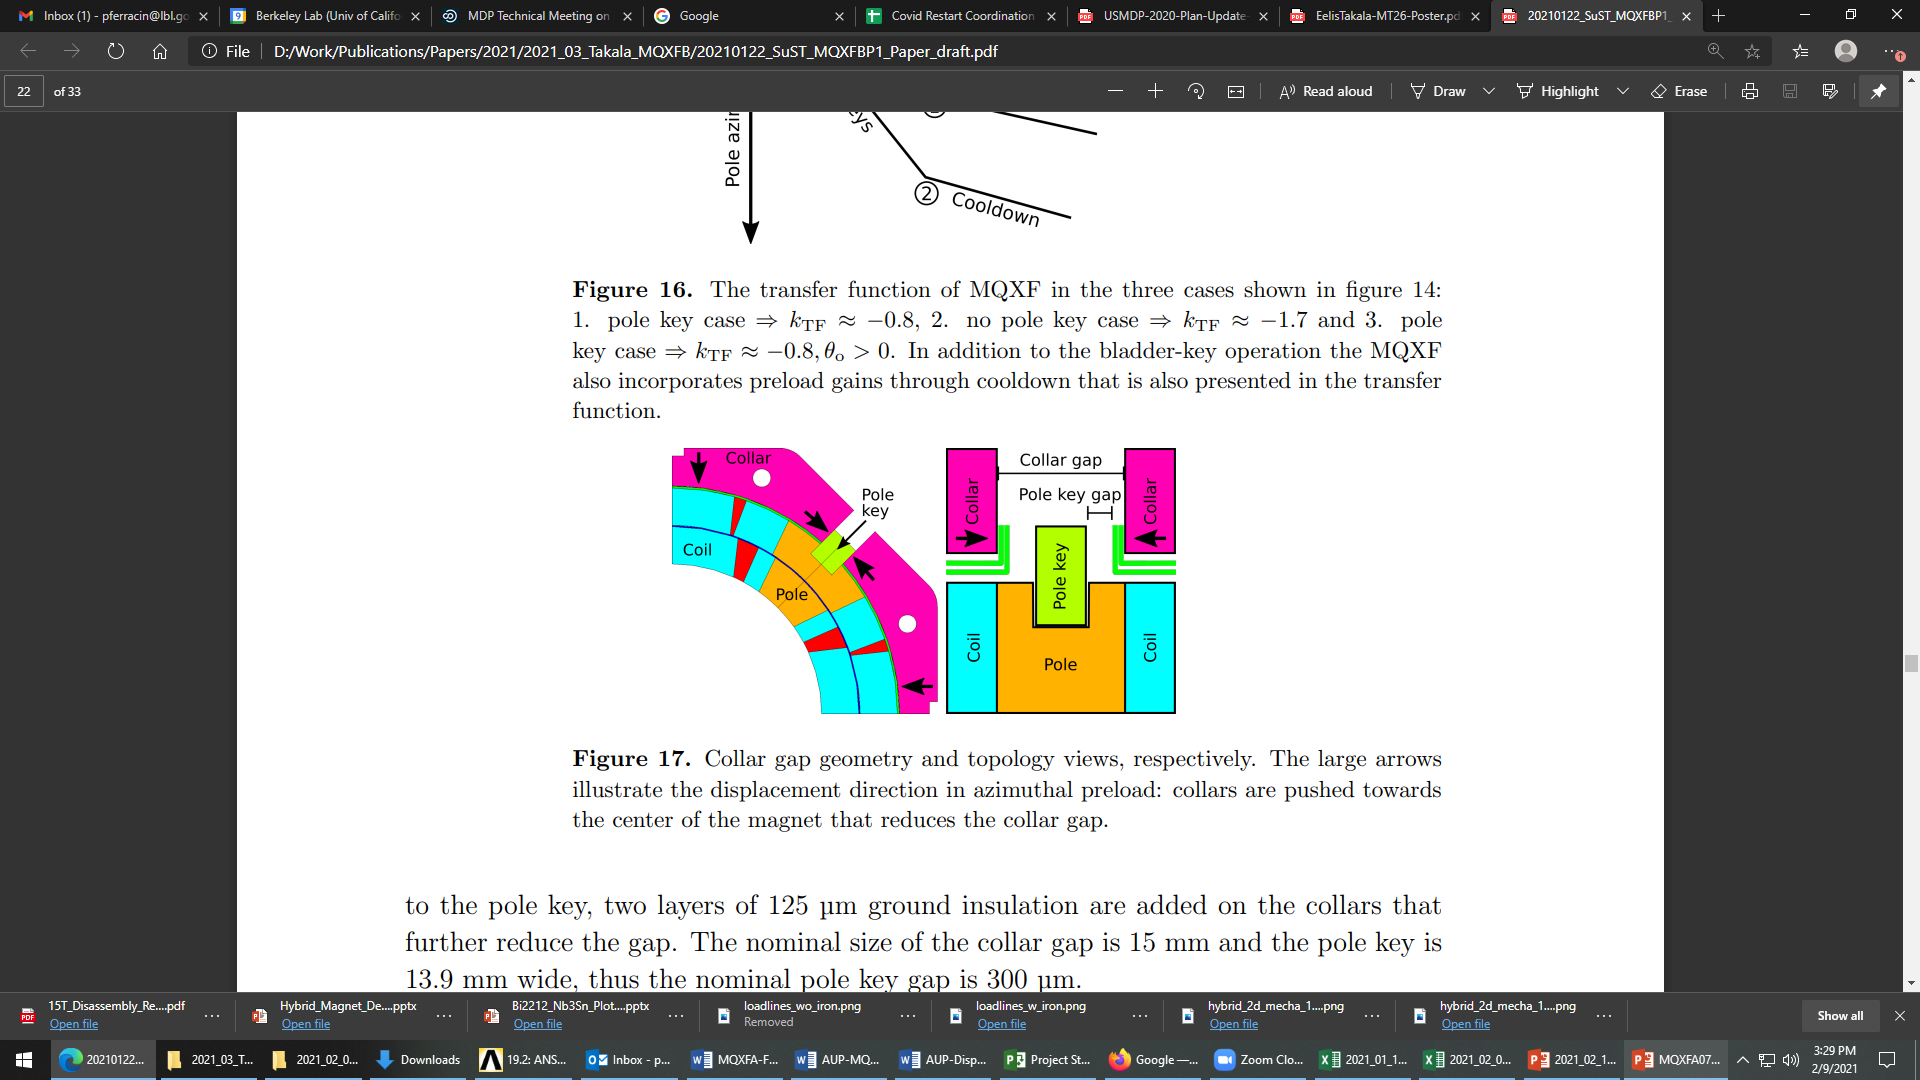 Inbox (1) - pferracin@lbl.go
Berkeley Lab (Univ of Califo
MDP Technical Meeting on
Google
Covid Restart Coordination
USMDP-2020-Plan-Update-
EelisTakala-MT26-Poster.pd
20210122_SuST_MQXFBP1_
File
D:/Work/Publications/Papers/2021/2021_03_Takala_MQXFB/20210122_SuST_MQXFBP1_Paper_draft.pdf
22 of 33
Read aloud
Draw
Highlight
Erase
Pole azi
eys
2 Cooldown
Figure 16. The transfer function of MQXF in the three cases shown in figure 14:
1. pole key case ⇒ kTF ≈ −0.8, 2. no pole key case ⇒ kTF ≈ −1.7 and 3. pole
key case ⇒ kTF ≈ −0.8, θo > 0. In addition to the bladder-key operation the MQXF
also incorporates preload gains through cooldown that is also presented in the transfer
function.
Collar
Pole
key
Coil
Pole
Collar gap
Pole key gap
Collar
Collar
Pole key
Coil
Pole
Coil
Figure 17. Collar gap geometry and topology views, respectively. The large arrows
illustrate the displacement direction in azimuthal preload: collars are pushed towards
the center of the magnet that reduces the collar gap.
to the pole key, two layers of 125 µm ground insulation are added on the collars that
further reduce the gap. The nominal size of the collar gap is 15 mm and the pole key is
13.9 mm wide, thus the nominal pole key gap is 300 µm.
15T_Disassembly_Re....pdf
Open file
Hybrid_Magnet_De....pptx
Open file
Bi2212_Nb3Sn_Plot....pptx
Open file
loadlines_wo_iron.png
Removed
loadlines_w_iron.png
Open file
hybrid_2d_mecha_1....png
Open file
hybrid_2d_mecha_1....png
Open file
Show all
20210122...
2021_03_T...
2021_02_0...
Downloads
19.2: ANS...
Inbox - p...
MQXFA-F...
AUP-MQ...
AUP-Disp...
Project St...
Google —...
Zoom Clo...
2021_01_1...
2021_02_0...
2021_02_1...
MQXFA07...
3:29 PM
2/9/2021